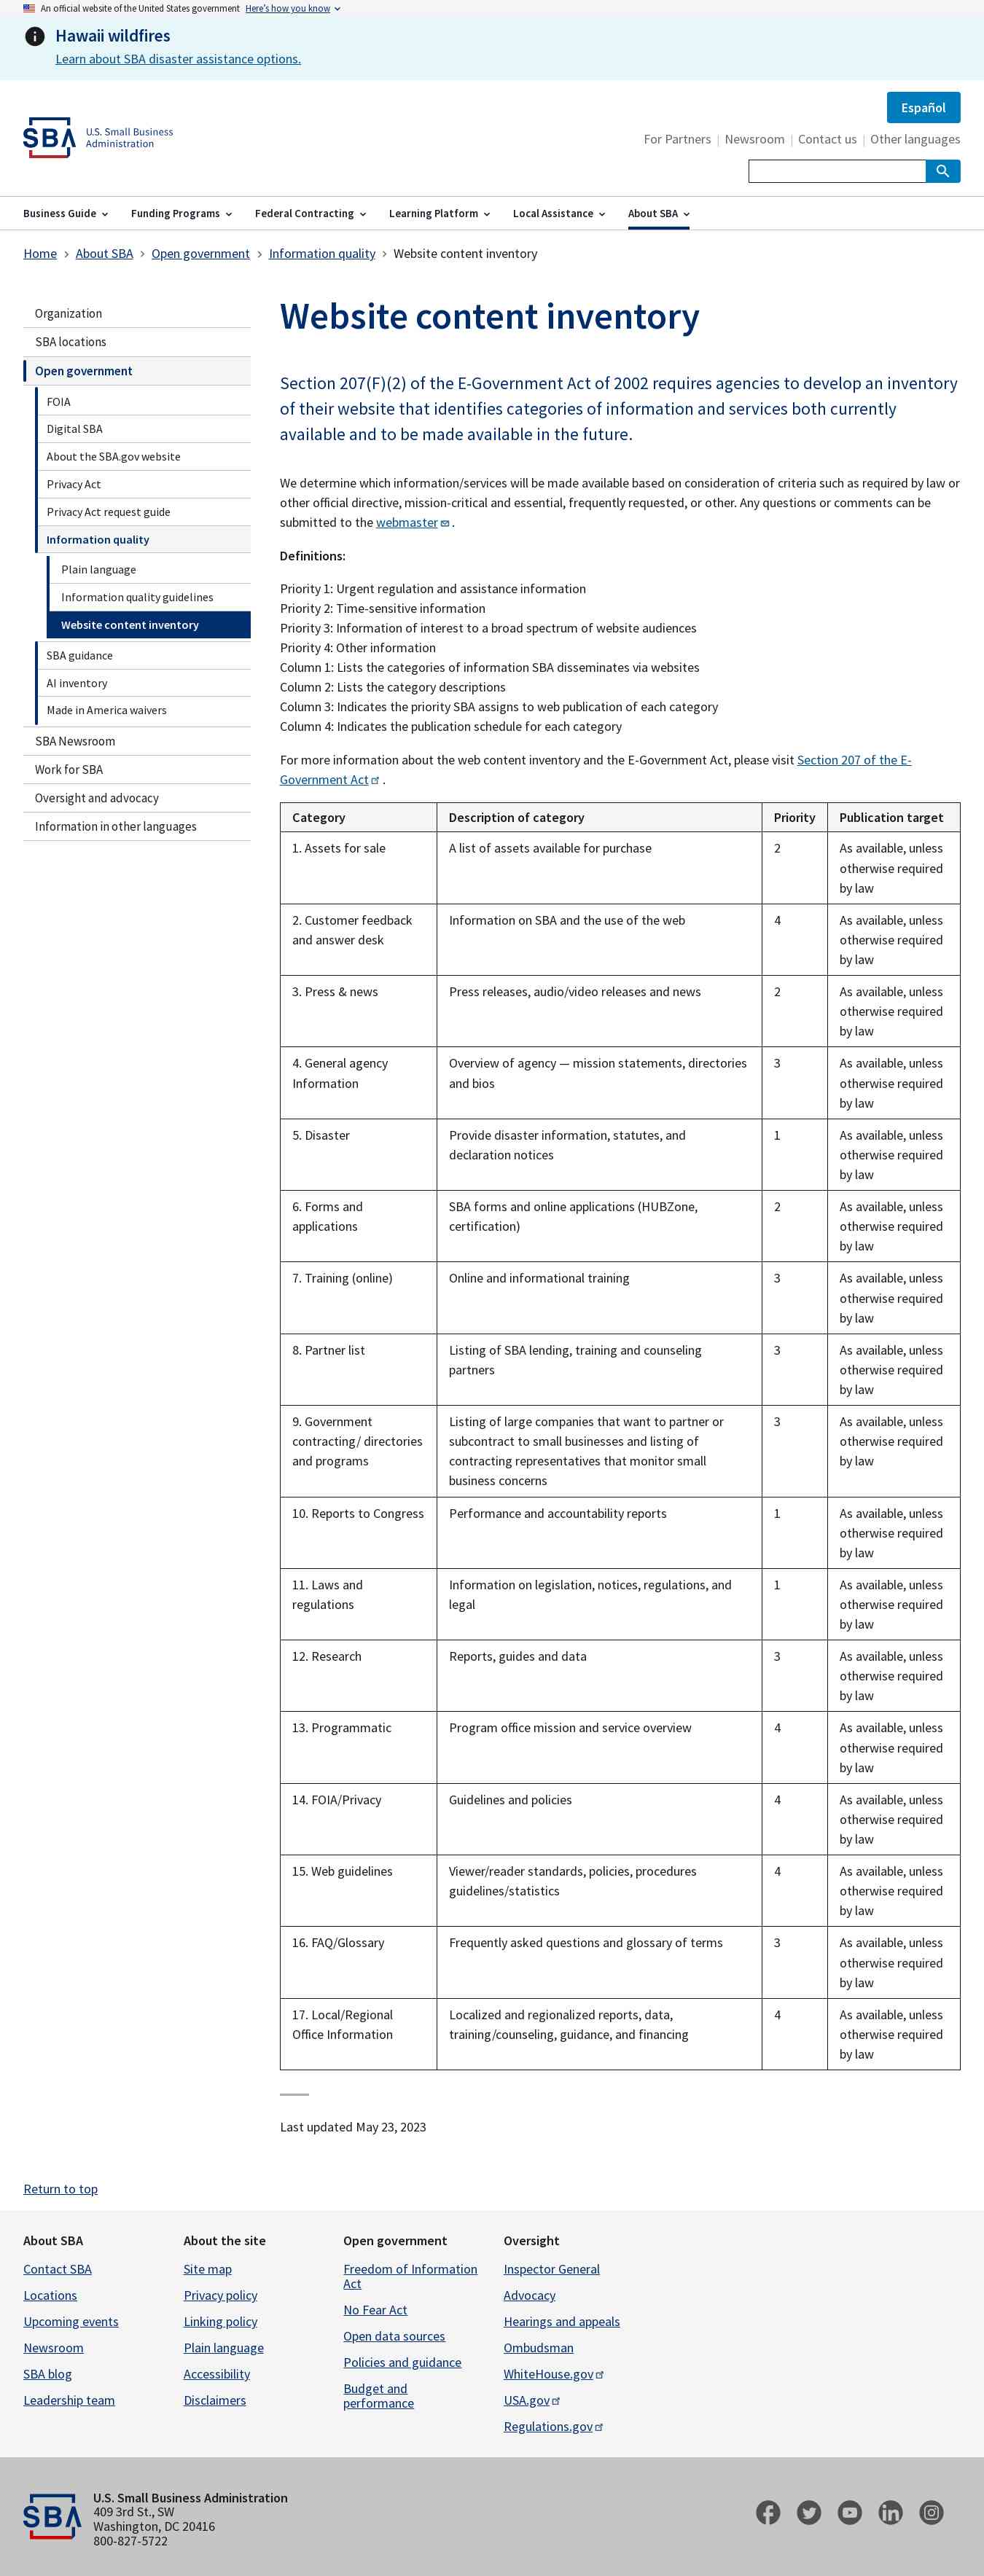 An official website of the United States government Here's how you know
Hawaii wildfires
Learn about SBA disaster assistance options.
Español
SBA U.S. Small Business
Administration
For Partners | Newsroom | Contact us | Other languages
Business Guide Funding Programs Federal Contracting Learning Platform Local Assistance About SBA
Home > About SBA > Open government > Information quality > Website content inventory
Organization
SBA locations
Open government
FOIA
Digital SBA
About the SBA.gov website
Privacy Act
Privacy Act request guide
Information quality
Plain language
Information quality guidelines
Website content inventory
SBA guidance
AI inventory
Made in America waivers
SBA Newsroom
Work for SBA
Oversight and advocacy
Information in other languages
Website content inventory
Section 207(F)(2) of the E-Government Act of 2002 requires agencies to develop an inventory
of their website that identifies categories of information and services both currently
available and to be made available in the future.
We determine which information/services will be made available based on consideration of criteria such as required by law or
other official directive, mission-critical and essential, frequently requested, or other. Any questions or comments can be
submitted to the webmaster .
Definitions:
Priority 1: Urgent regulation and assistance information
Priority 2: Time-sensitive information
Priority 3: Information of interest to a broad spectrum of website audiences
Priority 4: Other information
Column 1: Lists the categories of information SBA disseminates via websites
Column 2: Lists the category descriptions
Column 3: Indicates the priority SBA assigns to web publication of each category
Column 4: Indicates the publication schedule for each category
For more information about the web content inventory and the E-Government Act, please visit Section 207 of the E-
Government Act .
Category Description of category Priority Publication target
1. Assets for sale A list of assets available for purchase 2 As available, unless
otherwise required
by law
2. Customer feedback Information on SBA and the use of the web 4 As available, unless
and answer desk otherwise required
by law
3. Press & news Press releases, audio/video releases and news 2 As available, unless
otherwise required
by law
4. General agency Overview of agency — mission statements, directories 3 As available, unless
Information and bios otherwise required
by law
5. Disaster Provide disaster information, statutes, and 1 As available, unless
declaration notices otherwise required
by law
6. Forms and SBA forms and online applications (HUBZone, 2 As available, unless
applications certification) otherwise required
by law
7. Training (online) Online and informational training 3 As available, unless
otherwise required
by law
8. Partner list Listing of SBA lending, training and counseling 3 As available, unless
partners otherwise required
by law
9. Government Listing of large companies that want to partner or 3 As available, unless
contracting/ directories subcontract to small businesses and listing of otherwise required
and programs contracting representatives that monitor small by law
business concerns
10. Reports to Congress Performance and accountability reports 1 As available, unless
otherwise required
by law
11. Laws and Information on legislation, notices, regulations, and 1 As available, unless
regulations legal otherwise required
by law
12. Research Reports, guides and data 3 As available, unless
otherwise required
by law
13. Programmatic Program office mission and service overview 4 As available, unless
otherwise required
by law
14. FOIA/Privacy Guidelines and policies 4 As available, unless
otherwise required
by law
15. Web guidelines Viewer/reader standards, policies, procedures 4 As available, unless
guidelines/statistics otherwise required
by law
16. FAQ/Glossary Frequently asked questions and glossary of terms 3 As available, unless
otherwise required
by law
17. Local/Regional Localized and regionalized reports, data, 4 As available, unless
Office Information training/counseling, guidance, and financing otherwise required
by law
Last updated May 23, 2023
Return to top
About SBA
Contact SBA
Locations
Upcoming events
Newsroom
SBA blog
Leadership team
About the site
Site map
Privacy policy
Linking policy
Plain language
Accessibility
Disclaimers
Open government
Freedom of Information
Act
No Fear Act
Open data sources
Policies and guidance
Budget and
performance
Oversight
Inspector General
Advocacy
Hearings and appeals
Ombudsman
WhiteHouse.gov
USA.gov
Regulations.gov
SBA
U.S. Small Business Administration
409 3rd St., SW
Washington, DC 20416
800-827-5722